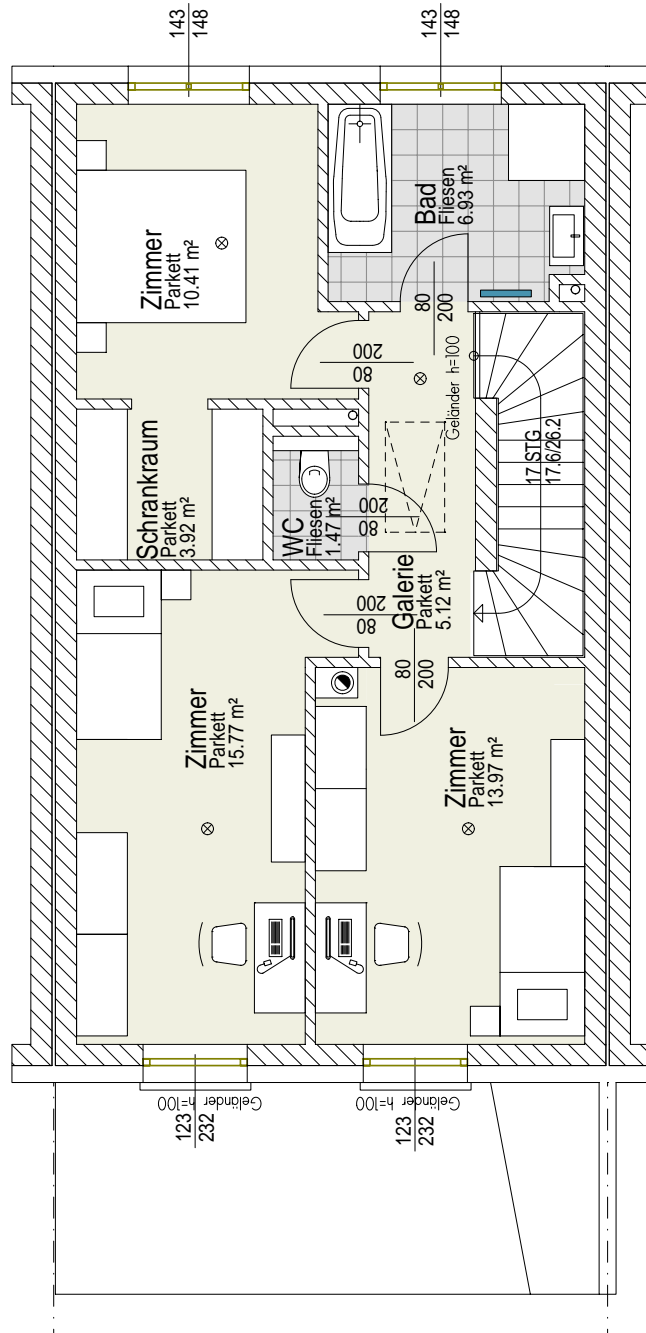 143
148
143
148
Zimmer
Parkett
10.41 m²
Bad
Fliesen
6.93 m²
80
200
80
200
Geländer h=100
Schrankraum
Parkett
3.92 m²
WC
Fliesen
1.47 m²
80
200
17 STG
17.6/26.2
80
200
Galerie
Parkett
5.12 m²
80
200
Zimmer
Parkett
15.77 m²
Zimmer
Parkett
13.97 m²
Geländer h=100
123
232
Geländer h=100
123
232